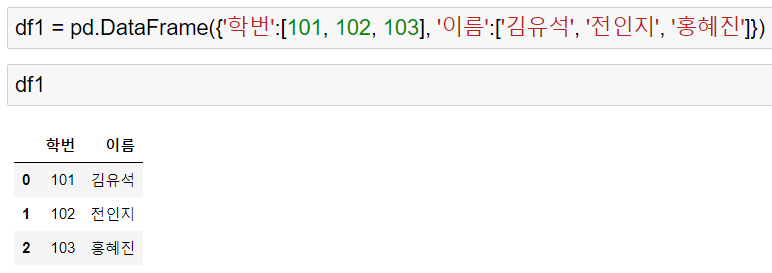 df1 = pd.DataFrame({'학번':[101, 102, 103], '이름':['김유석', '전인지', '홍혜진']})
df1
학번 이름
0 101 김유석
1 102 전인지
2 103 홍혜진